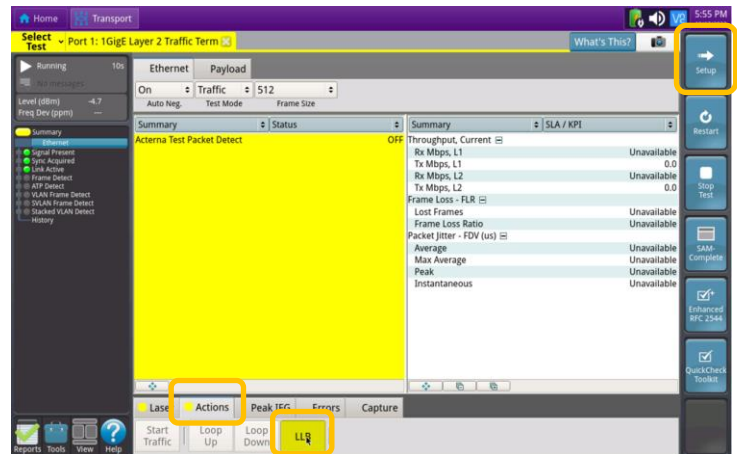 Home
Transport
V2
5:55 PM
Select Test
Port 1: 1GigE Layer 2 Traffic Term
What's This?
Running 10s
No messages
Level (dBm) -4.7
Freq Dev (ppm) —
Summary
Ethernet
Signal Present
Sync Acquired
Link Active
Frame Detect
ATP Detect
VLAN Frame Detect
SVLAN Frame Detect
Stacked VLAN Detect
History
Ethernet Payload
On Traffic 512
Auto Neg. Test Mode Frame Size
Summary Status
Acterna Test Packet Detect OFF
Summary SLA / KPI
Throughput, Current
Rx Mbps, L1 Unavailable
Tx Mbps, L1 0.0
Rx Mbps, L2 Unavailable
Tx Mbps, L2 0.0
Frame Loss - FLR
Lost Frames Unavailable
Frame Loss Ratio Unavailable
Packet Jitter - FDV (us)
Average Unavailable
Max Average Unavailable
Peak Unavailable
Instantaneous Unavailable
Laser Actions Peak IFG Errors Capture
Start Traffic
Loop Up
Loop Down
LLB
Reports Tools View Help
Setup
Restart
Stop Test
SAM-Complete
Enhanced RFC 2544
QuickCheck Toolkit